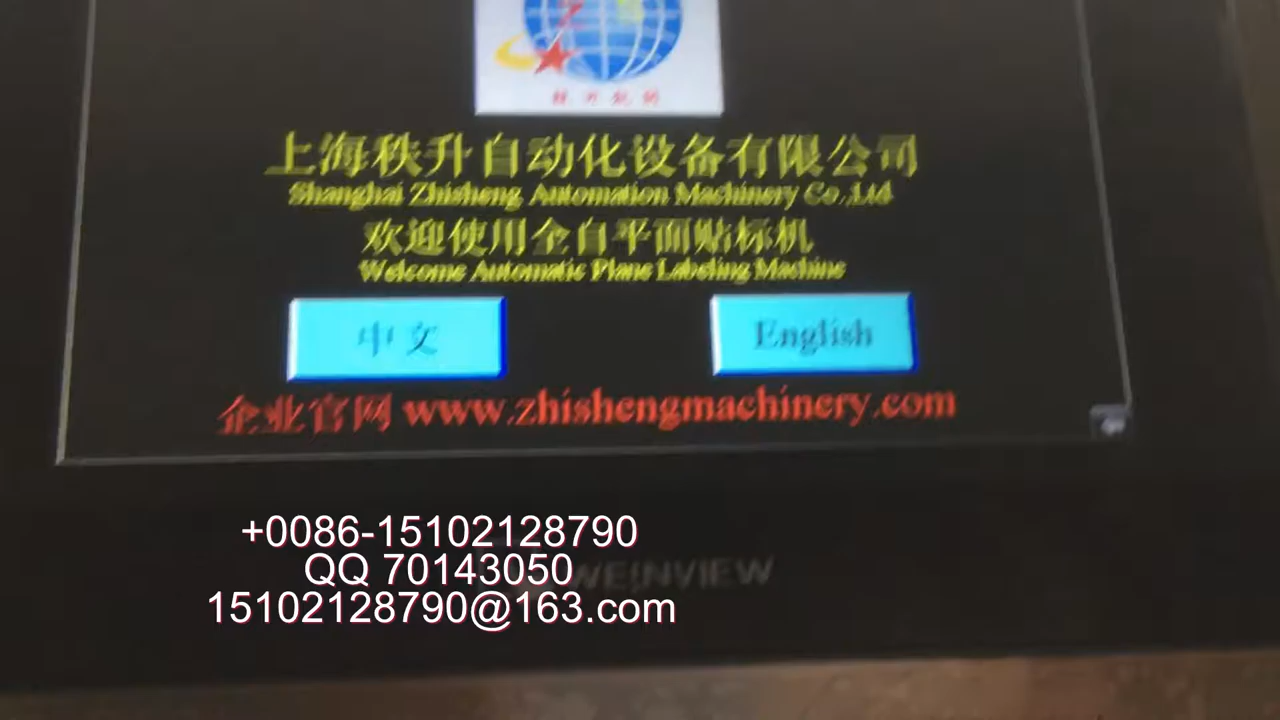 上海秩升自动化设备有限公司
Shanghai Zhisheng Automation Machinery Co.,Ltd
欢迎使用全自平面贴标机
Welcome Automatic Plane Labeling Machine
中文
English
企业官网 www.zhishengmachinery.com
+0086-15102128790
QQ 70143050
WEINVIEW
15102128790@163.com